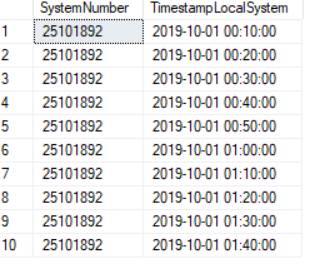 SystemNumber TimestampLocalSystem
1 25101892 2019-10-01 00:10:00
2 25101892 2019-10-01 00:20:00
3 25101892 2019-10-01 00:30:00
4 25101892 2019-10-01 00:40:00
5 25101892 2019-10-01 00:50:00
6 25101892 2019-10-01 01:00:00
7 25101892 2019-10-01 01:10:00
8 25101892 2019-10-01 01:20:00
9 25101892 2019-10-01 01:30:00
10 25101892 2019-10-01 01:40:00